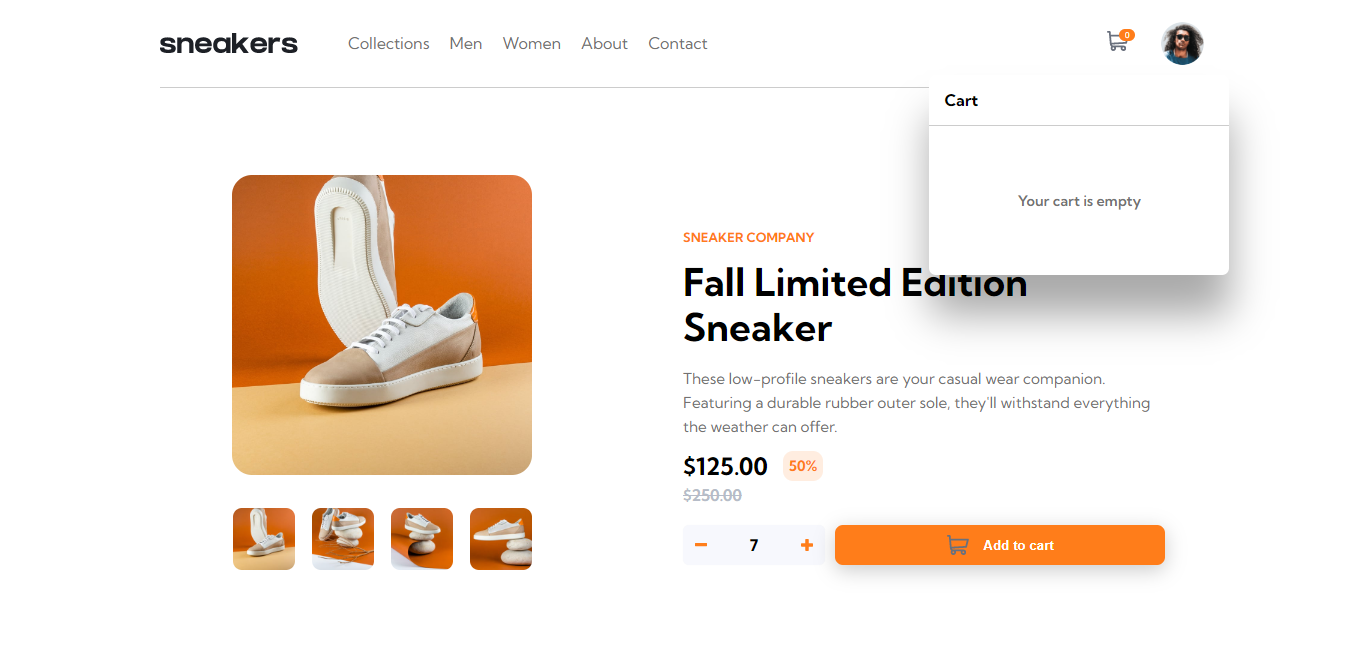 sneakers
Collections Men Women About Contact
0
Cart
Your cart is empty
SNEAKER COMPANY
Fall Limited Edition
Sneaker
These low-profile sneakers are your casual wear companion.
Featuring a durable rubber outer sole, they'll withstand everything
the weather can offer.
$125.00 50%
$250.00
7
Add to cart